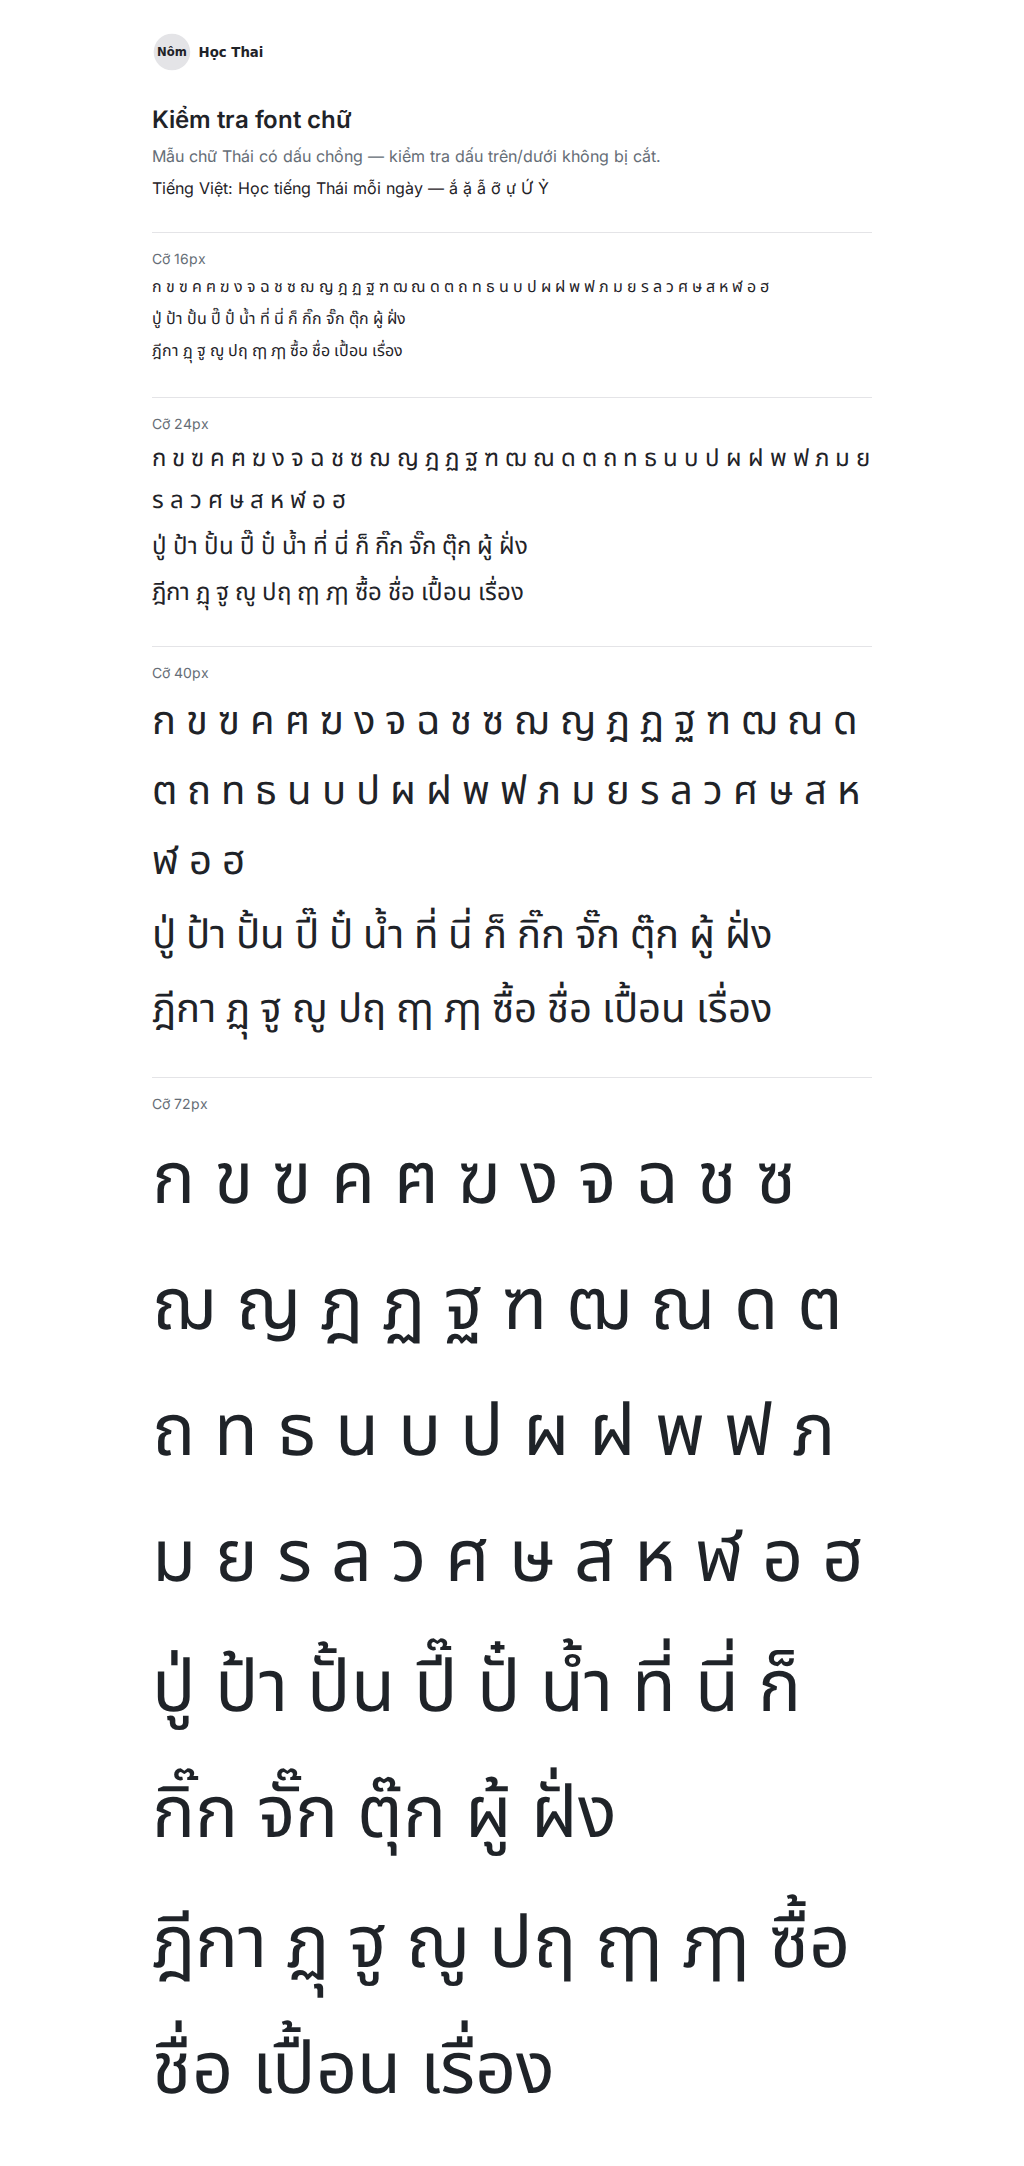 Nôm Học Thai
Kiểm tra font chữ
Mẫu chữ Thái có dấu chồng — kiểm tra dấu trên/dưới không bị cắt.
Tiếng Việt: Học tiếng Thái mỗi ngày — ắ ặ ẫ ỡ ự Ứ Ỷ
Cỡ 16px
ก ข ฃ ค ฅ ฆ ง จ ฉ ช ซ ฌ ญ ฎ ฏ ฐ ฑ ฒ ณ ด ต ถ ท ธ น บ ป ผ ฝ พ ฟ ภ ม ย ร ล ว ศ ษ ส ห ฬ อ ฮ
ปู่ ป้า ปั้น ปี๊ ปั๋ น้ำ ที่ นี่ ก็ กิ๊ก จั๊ก ตุ๊ก ผู้ ฝั่ง
ฎีกา ฏุ ฐู ญู ปฤ ฤๅ ฦๅ ซื้อ ชื่อ เปื้อน เรื่อง
Cỡ 24px
ก ข ฃ ค ฅ ฆ ง จ ฉ ช ซ ฌ ญ ฎ ฏ ฐ ฑ ฒ ณ ด ต ถ ท ธ น บ ป ผ ฝ พ ฟ ภ ม ย
ร ล ว ศ ษ ส ห ฬ อ ฮ
ปู่ ป้า ปั้น ปี๊ ปั๋ น้ำ ที่ นี่ ก็ กิ๊ก จั๊ก ตุ๊ก ผู้ ฝั่ง
ฎีกา ฏุ ฐู ญู ปฤ ฤๅ ฦๅ ซื้อ ชื่อ เปื้อน เรื่อง
Cỡ 40px
ก ข ฃ ค ฅ ฆ ง จ ฉ ช ซ ฌ ญ ฎ ฏ ฐ ฑ ฒ ณ ด
ต ถ ท ธ น บ ป ผ ฝ พ ฟ ภ ม ย ร ล ว ศ ษ ส ห
ฬ อ ฮ
ปู่ ป้า ปั้น ปี๊ ปั๋ น้ำ ที่ นี่ ก็ กิ๊ก จั๊ก ตุ๊ก ผู้ ฝั่ง
ฎีกา ฏุ ฐู ญู ปฤ ฤๅ ฦๅ ซื้อ ชื่อ เปื้อน เรื่อง
Cỡ 72px
ก ข ฃ ค ฅ ฆ ง จ ฉ ช ซ
ฌ ญ ฎ ฏ ฐ ฑ ฒ ณ ด ต
ถ ท ธ น บ ป ผ ฝ พ ฟ ภ
ม ย ร ล ว ศ ษ ส ห ฬ อ ฮ
ปู่ ป้า ปั้น ปี๊ ปั๋ น้ำ ที่ นี่ ก็
กิ๊ก จั๊ก ตุ๊ก ผู้ ฝั่ง
ฎีกา ฏุ ฐู ญู ปฤ ฤๅ ฦๅ ซื้อ
ชื่อ เปื้อน เรื่อง